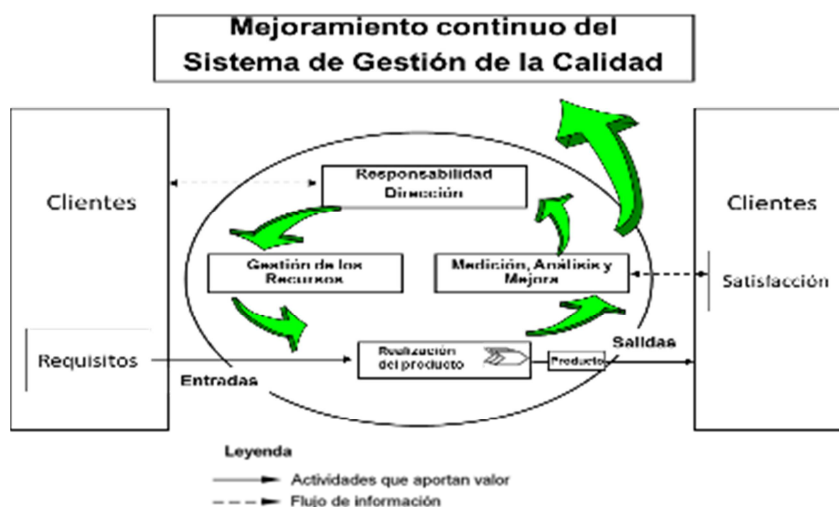 Mejoramiento continuo del
Sistema de Gestión de la Calidad
Clientes
Responsabilidad
Dirección
Clientes
Gestión de los
Recursos
Medición, Análisis y
Mejora
Satisfacción
Requisitos
Entradas
Realización
del producto
Producto
Salidas
Leyenda
Actividades que aportan valor
Flujo de información